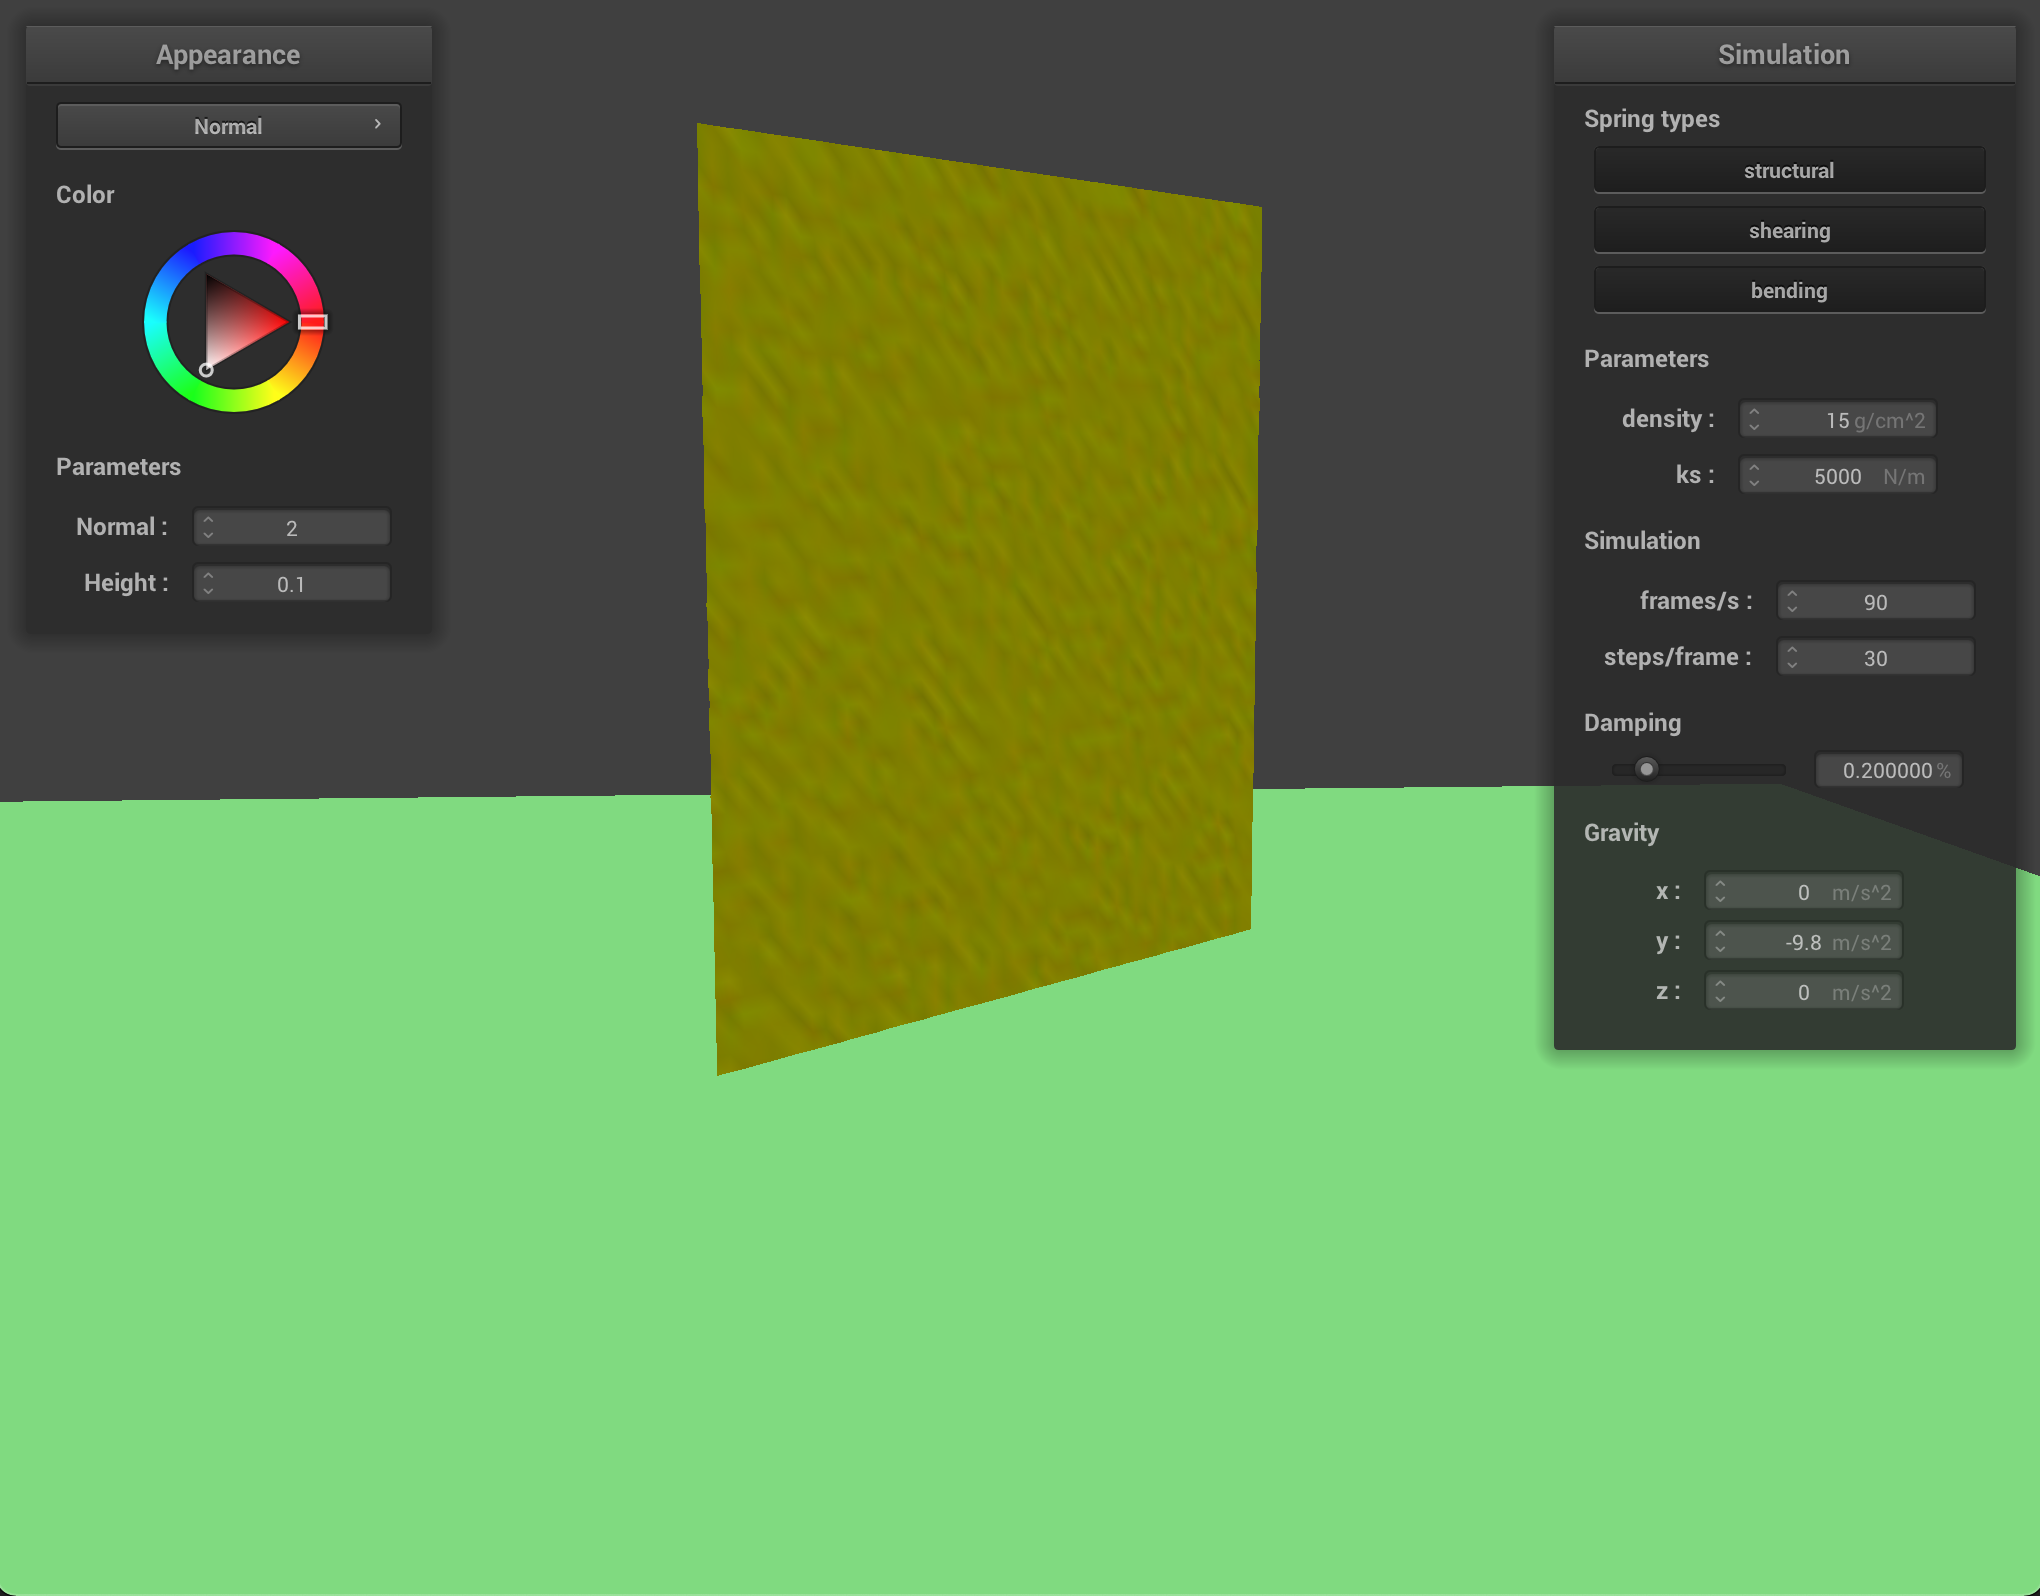 Appearance
Normal
Color
Parameters
Normal : 2
Height : 0.1
Simulation
Spring types
structural
shearing
bending
Parameters
density : 15 g/cm^2
ks : 5000 N/m
Simulation
frames/s : 90
steps/frame : 30
Damping
0.200000 %
Gravity
x : 0 m/s^2
y : -9.8 m/s^2
z : 0 m/s^2